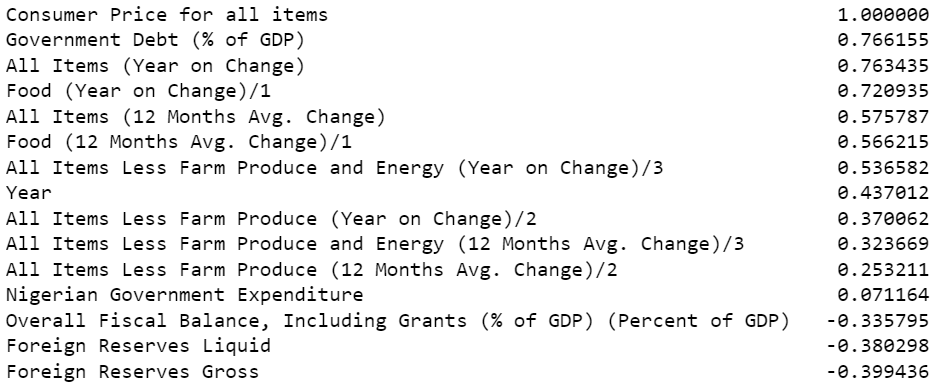 Consumer Price for all items 1.000000
Government Debt (% of GDP) 0.766155
All Items (Year on Change) 0.763435
Food (Year on Change)/1 0.720935
All Items (12 Months Avg. Change) 0.575787
Food (12 Months Avg. Change)/1 0.566215
All Items Less Farm Produce and Energy (Year on Change)/3 0.536582
Year 0.437012
All Items Less Farm Produce (Year on Change)/2 0.370062
All Items Less Farm Produce and Energy (12 Months Avg. Change)/3 0.323669
All Items Less Farm Produce (12 Months Avg. Change)/2 0.253211
Nigerian Government Expenditure 0.071164
Overall Fiscal Balance, Including Grants (% of GDP) (Percent of GDP) -0.335795
Foreign Reserves Liquid -0.380298
Foreign Reserves Gross -0.399436